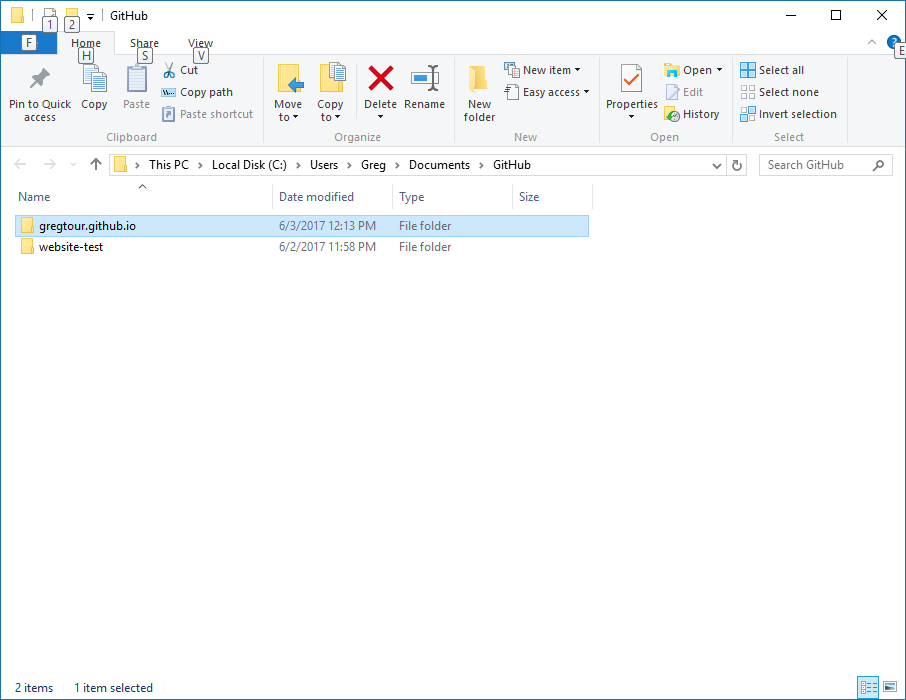 GitHub
1 2
F Home Share View
H S V E
Pin to Quick access
Copy
Paste
Cut
Copy path
Paste shortcut
Clipboard
Move to
Copy to
Delete
Rename
Organize
New folder
New item
Easy access
New
Properties
Open
Edit
History
Open
Select all
Select none
Invert selection
Select
This PC › Local Disk (C:) › Users › Greg › Documents › GitHub
Search GitHub
Name Date modified Type Size
gregtour.github.io 6/3/2017 12:13 PM File folder
website-test 6/2/2017 11:58 PM File folder
2 items 1 item selected